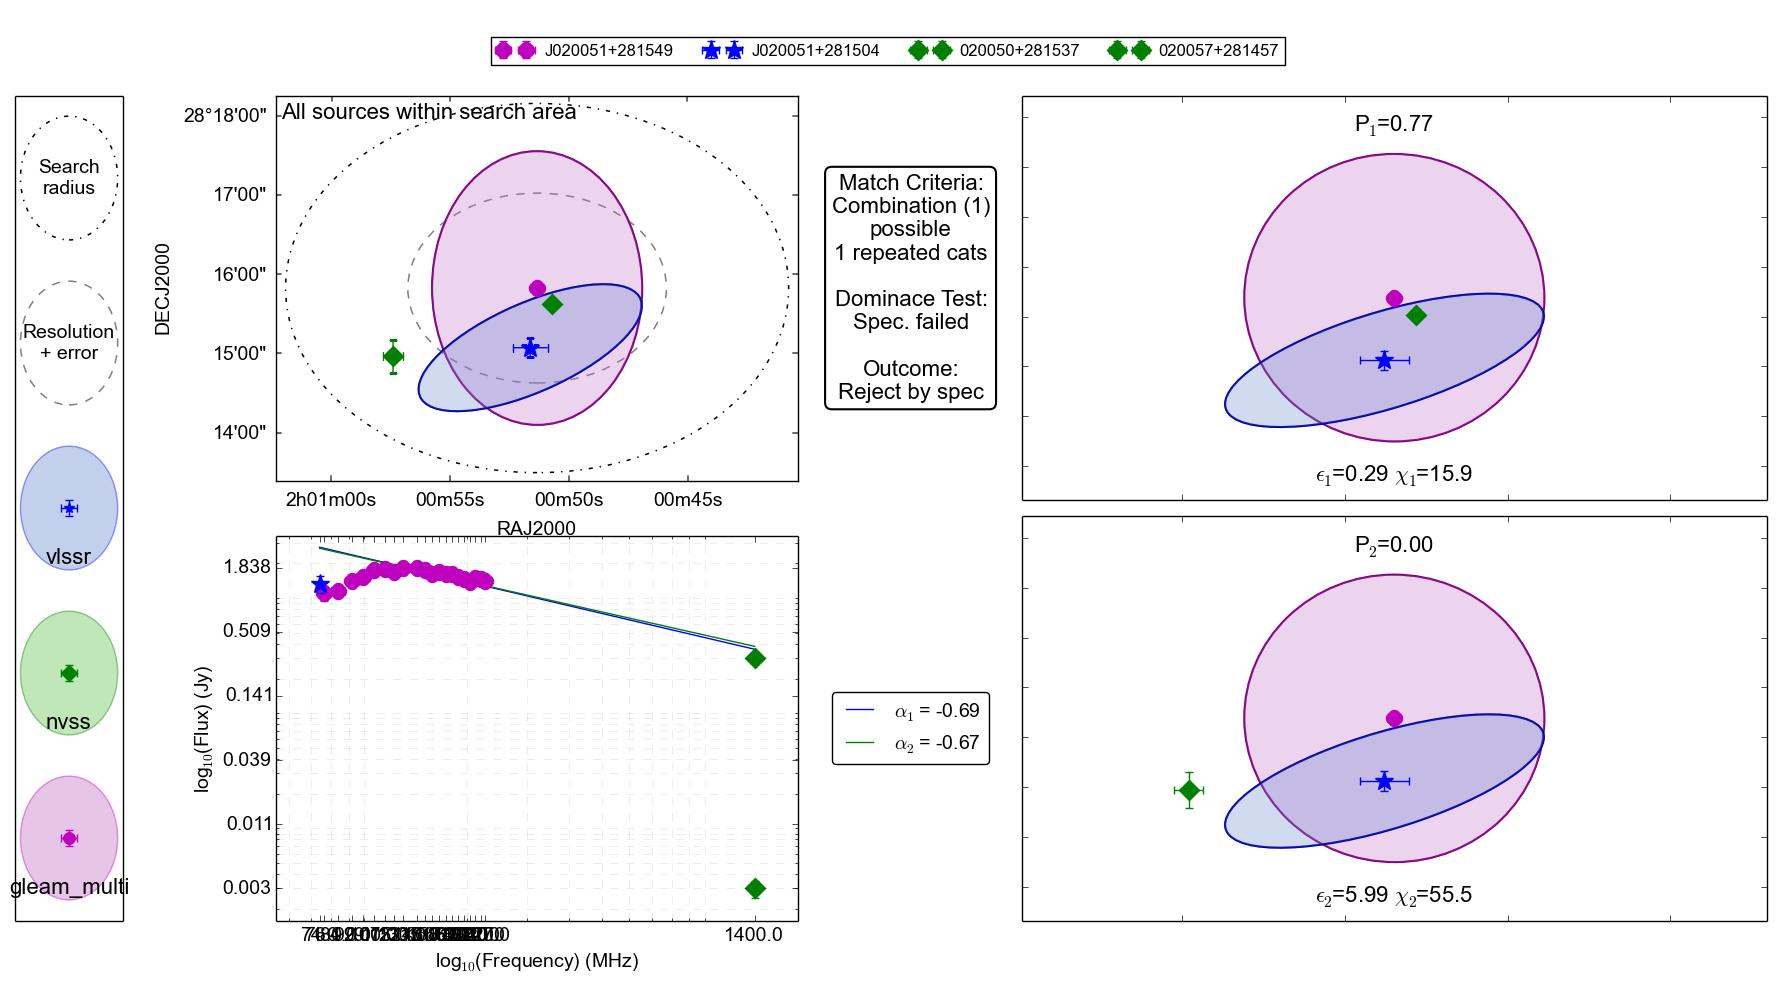 J020051+281549 J020051+281504 020050+281537 020057+281457
Search
radius
Resolution
+ error
vlssr
nvss
gleam_multi
All sources within search area
28°18'00"
17'00"
16'00"
15'00"
14'00"
DECJ2000
2h01m00s 00m55s 00m50s 00m45s
RAJ2000
Match Criteria:
Combination (1)
possible
1 repeated cats
Dominace Test:
Spec. failed
Outcome:
Reject by spec
P1=0.77
ϵ1=0.29 χ1=15.9
1.838
0.509
0.141
0.039
0.011
0.003
log10(Flux) (Jy)
1400.0
log10(Frequency) (MHz)
α1 = -0.69
α2 = -0.67
P2=0.00
ϵ2=5.99 χ2=55.5